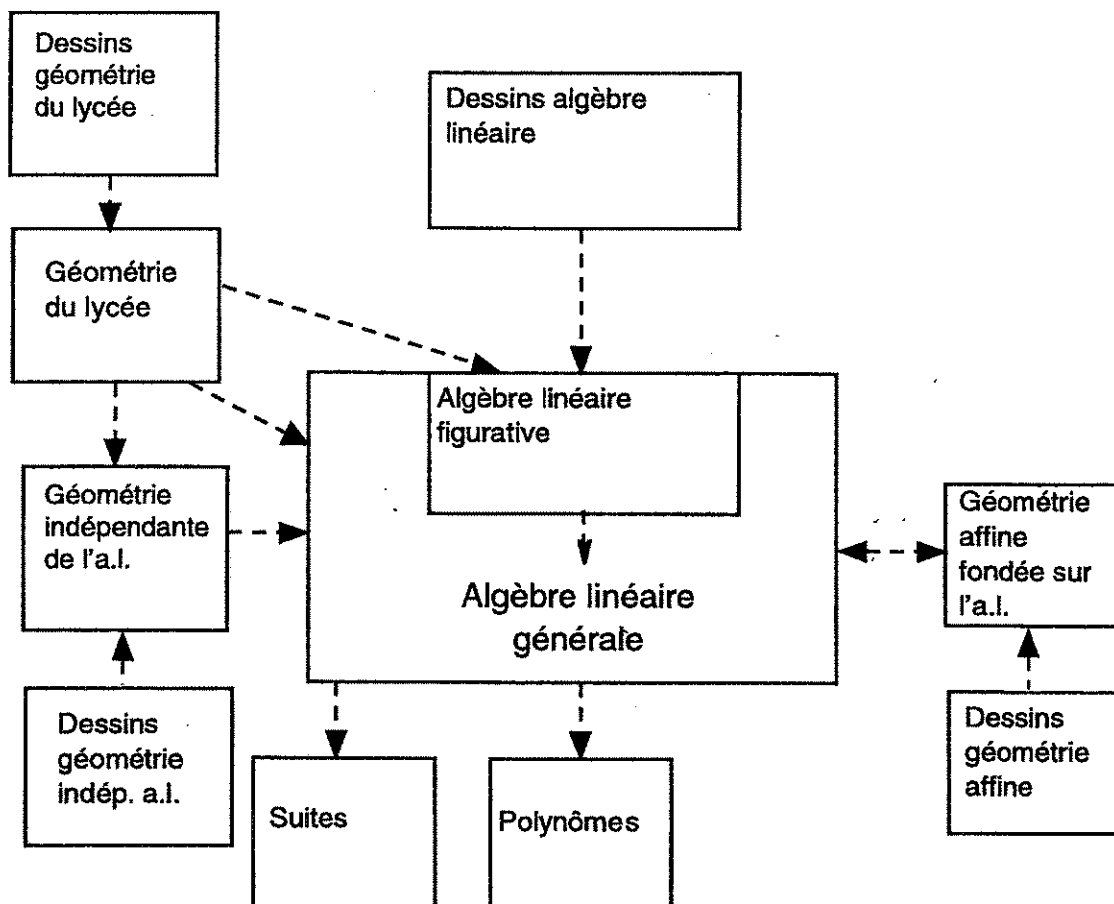 Dessins
géométrie
du lycée
Dessins algèbre
linéaire
Géométrie
du lycée
Algèbre linéaire
figurative
Géométrie
indépendante
de l'a.l.
Géométrie
affine
fondée sur
l'a.l.
Algèbre linéaire
générale
Dessins
géométrie
indép. a.l.
Suites
Polynômes
Dessins
géométrie
affine